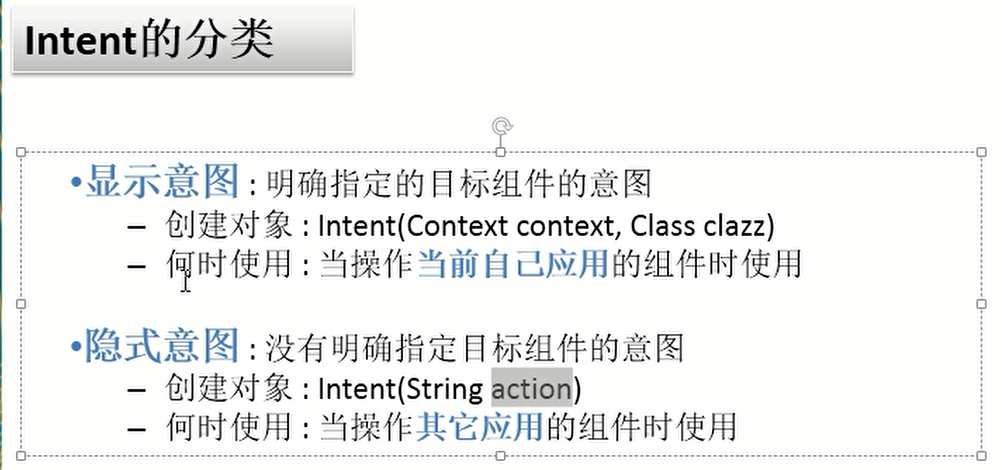 Intent的分类
•显示意图 : 明确指定的目标组件的意图
– 创建对象 : Intent(Context context, Class clazz)
– 何时使用 : 当操作当前自己应用的组件时使用
•隐式意图 : 没有明确指定目标组件的意图
– 创建对象 : Intent(String action)
– 何时使用 : 当操作其它应用的组件时使用